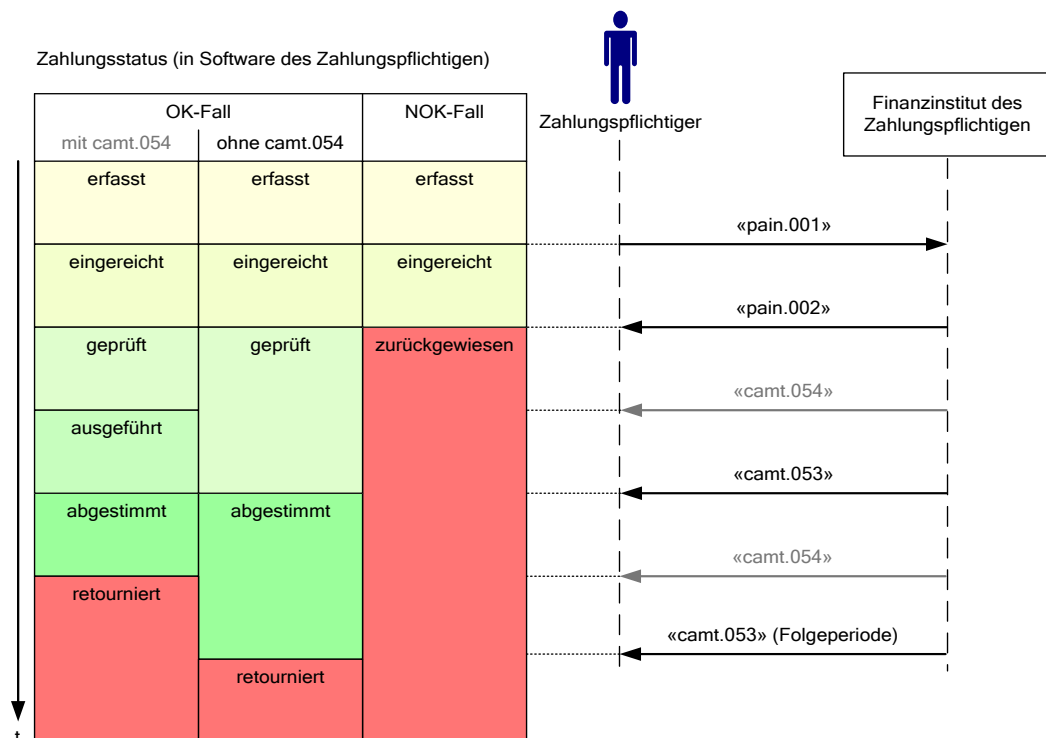 Zahlungsstatus (in Software des Zahlungspflichtigen)
OK-Fall
NOK-Fall
mit camt.054
ohne camt.054
Zahlungspflichtiger
Finanzinstitut des
Zahlungspflichtigen
erfasst
erfasst
erfasst
«pain.001»
eingereicht
eingereicht
eingereicht
«pain.002»
geprüft
geprüft
zurückgewiesen
«camt.054»
ausgeführt
«camt.053»
abgestimmt
abgestimmt
«camt.054»
retourniert
«camt.053» (Folgeperiode)
retourniert
t